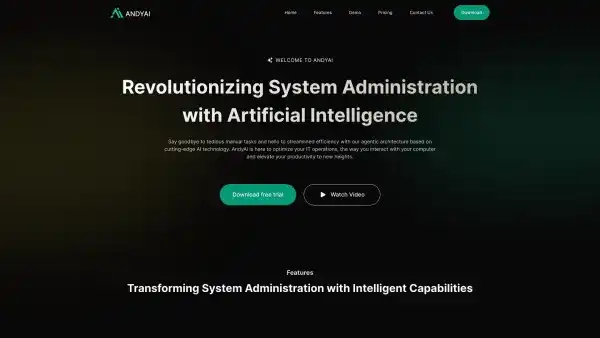 ANDYAI
Home Features Demo Pricing Contact Us Download
WELCOME TO ANDYAI
Revolutionizing System Administration
with Artificial Intelligence
Say goodbye to tedious manual tasks and hello to streamlined efficiency with our agentic architecture based on
cutting-edge AI technology. AndyAI is here to optimize your IT operations, the way you interact with your computer
and elevate your productivity to new heights.
Download free trial Watch Video
Features
Transforming System Administration with Intelligent Capabilities